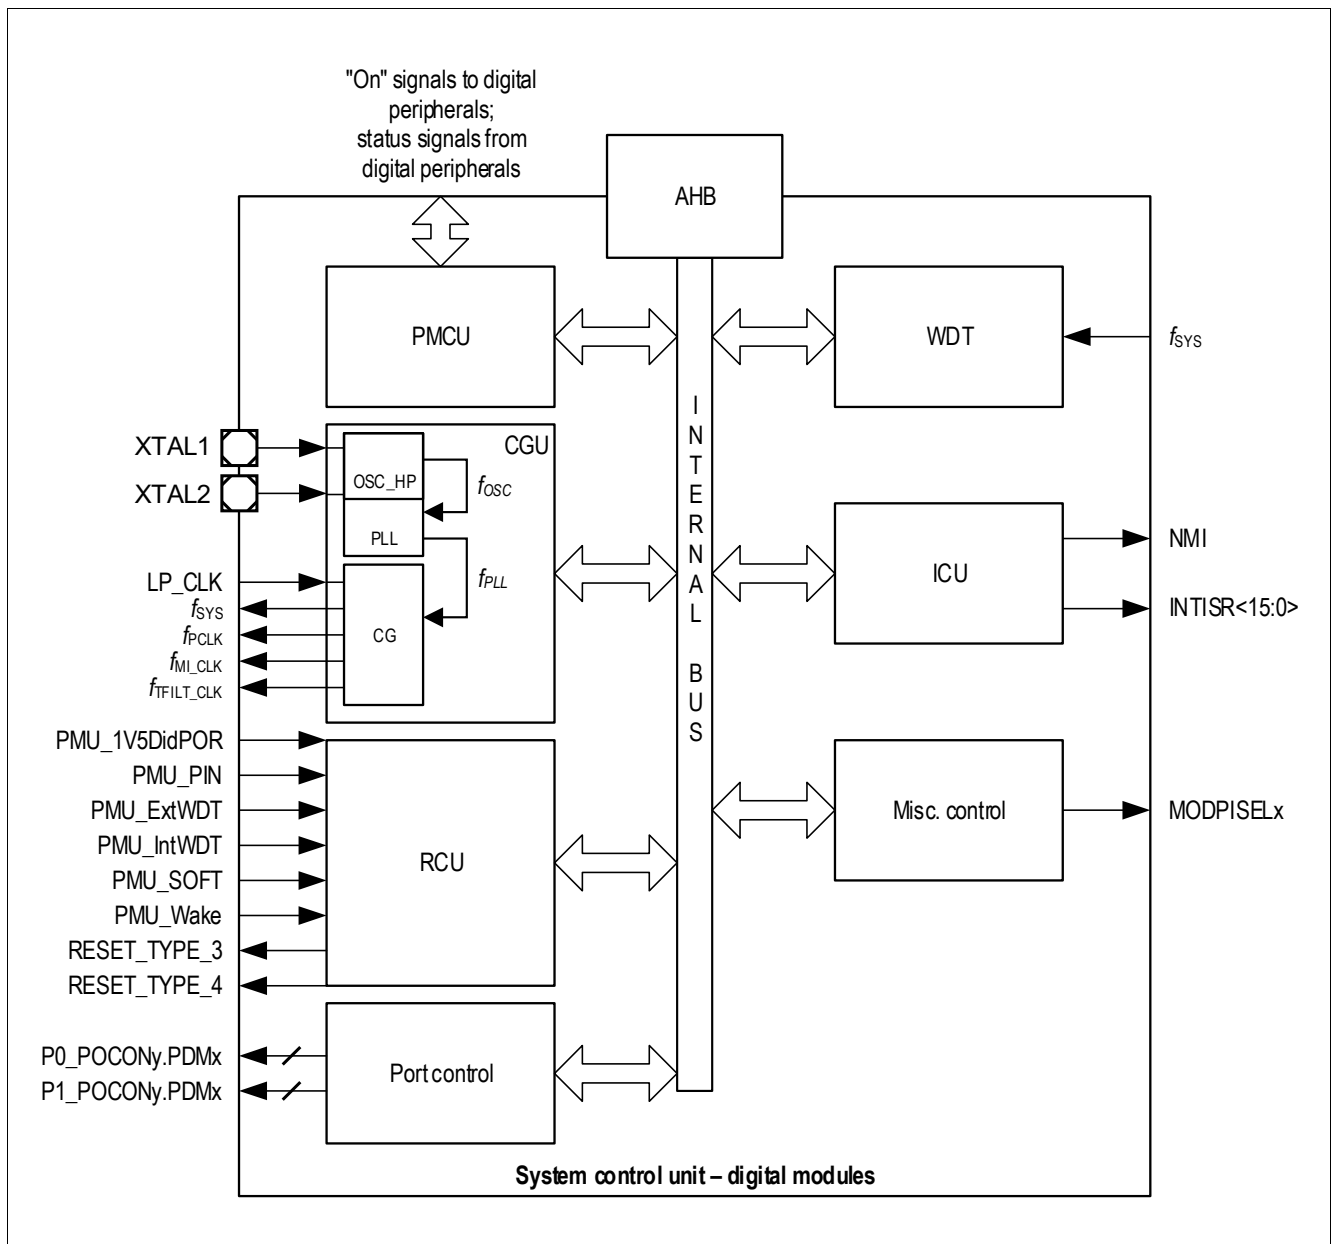 "On" signals to digital
peripherals;
status signals from
digital peripherals
AHB
PMCU
WDT
fSYS
XTAL1
XTAL2
CGU
OSC_HP
fOSC
PLL
fPLL
LP_CLK
fSYS
fPCLK
fMI_CLK
fTFILT_CLK
CG
INTERNAL BUS
ICU
NMI
INTISR<15:0>
PMU_1V5DidPOR
PMU_PIN
PMU_ExtWDT
PMU_IntWDT
PMU_SOFT
PMU_Wake
RESET_TYPE_3
RESET_TYPE_4
RCU
Misc. control
MODPISELx
P0_POCONy.PDMx
P1_POCONy.PDMx
Port control
System control unit – digital modules